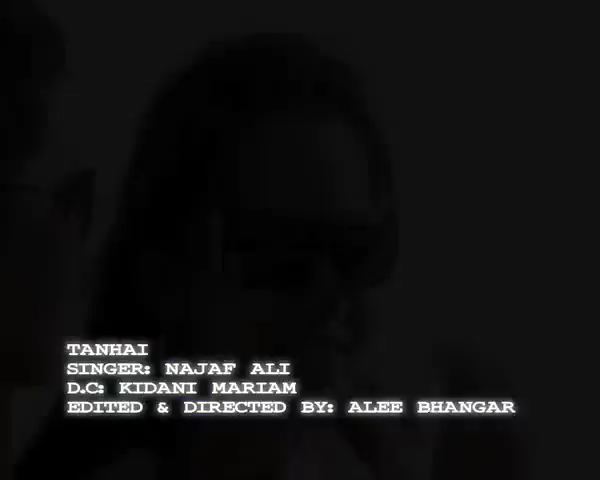 TANHAI
SINGER: NAJAF ALI
D.C: KIDANI MARIAM
EDITED & DIRECTED BY: ALEE BHANGAR